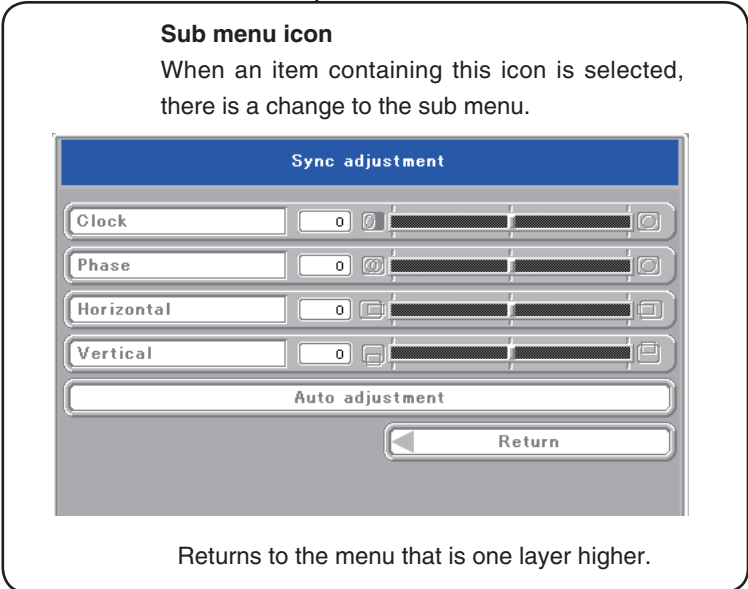 Sub menu icon
When an item containing this icon is selected,
there is a change to the sub menu.
Sync adjustment
Clock 0
Phase 0
Horizontal 0
Vertical 0
Auto adjustment
Return
Returns to the menu that is one layer higher.